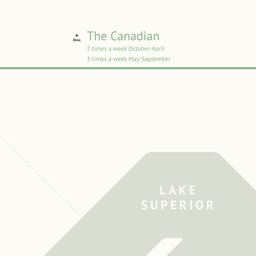 The Canadian
2 times a week October-April
3 times a week May-September
LAKE
SUPERIOR